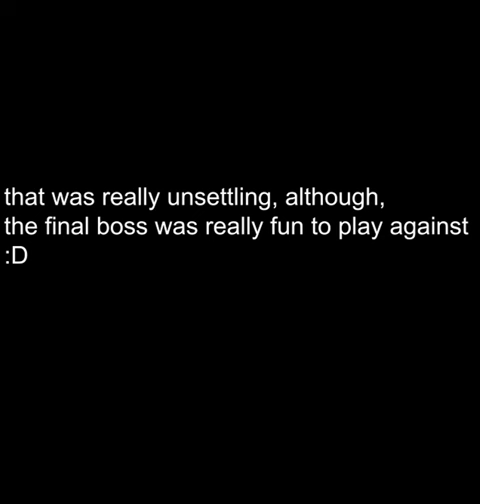 that was really unsettling, although,
the final boss was really fun to play against
:D